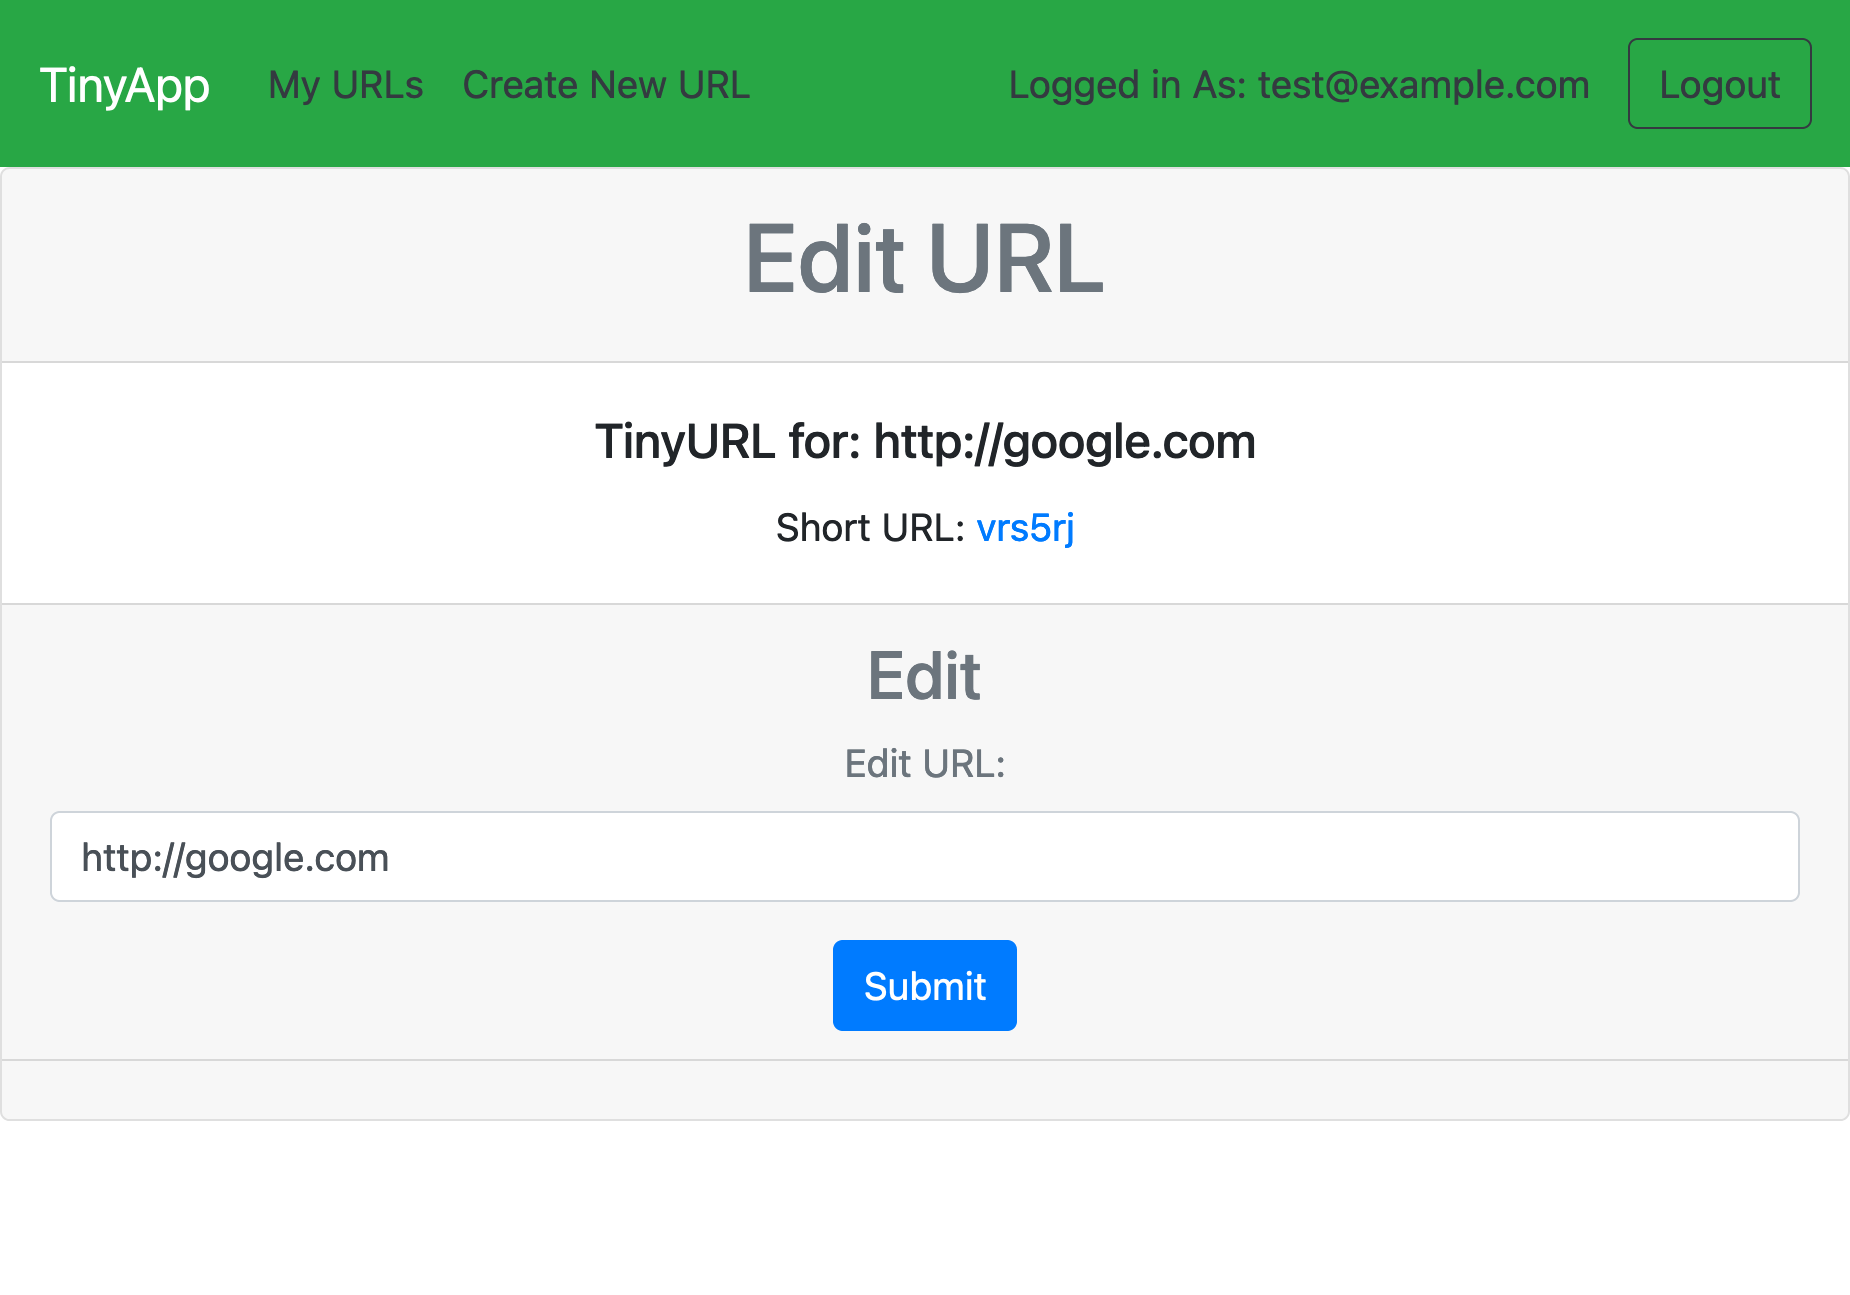 TinyApp My URLs Create New URL Logged in As: test@example.com Logout
Edit URL
TinyURL for: http://google.com
Short URL: vrs5rj
Edit
Edit URL:
http://google.com
Submit